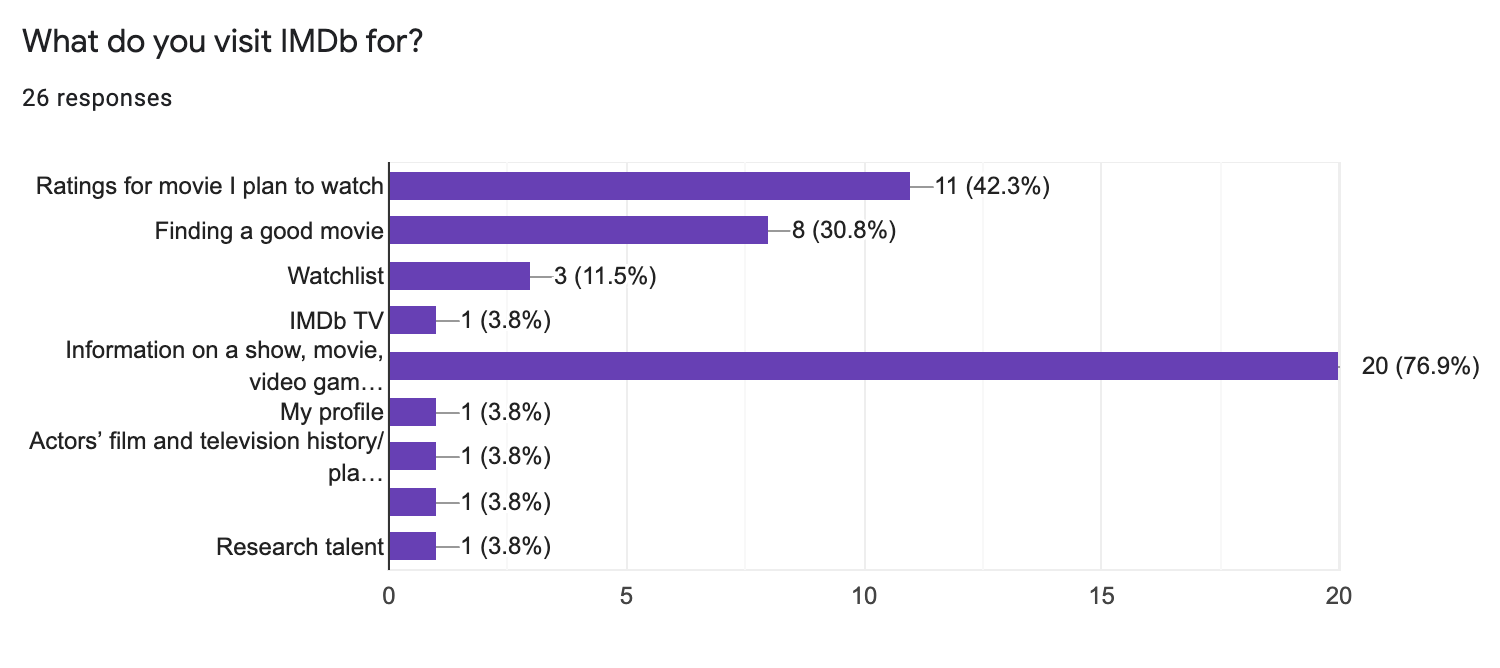 What do you visit IMDb for?
26 responses
Ratings for movie I plan to watch
11 (42.3%)
Finding a good movie
8 (30.8%)
Watchlist
3 (11.5%)
IMDb TV
1 (3.8%)
Information on a show, movie,
video gam…
20 (76.9%)
My profile
1 (3.8%)
Actors’ film and television history/
pla…
1 (3.8%)
1 (3.8%)
Research talent
1 (3.8%)
0 5 10 15 20